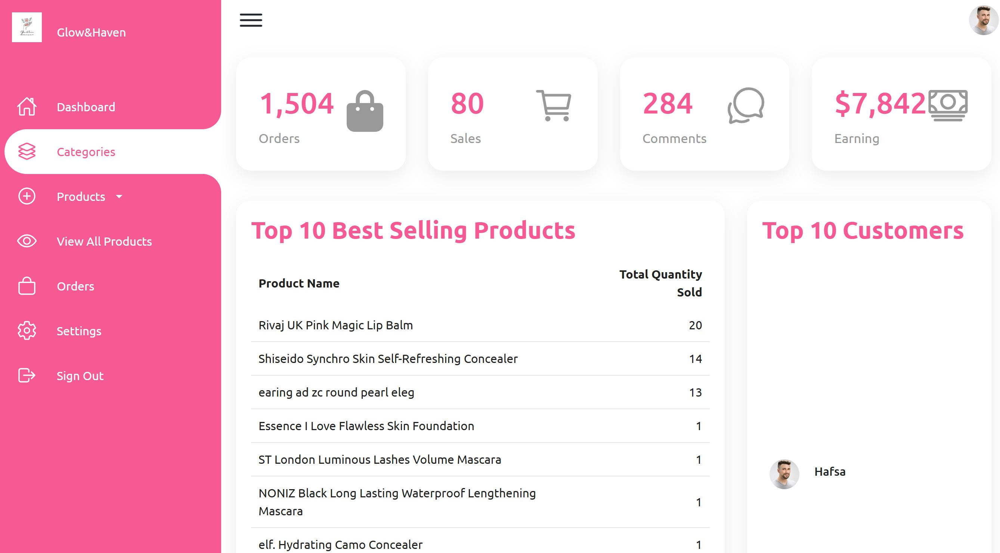 Glow&Haven
Dashboard
Categories
Products
View All Products
Orders
Settings
Sign Out
1,504
Orders
80
Sales
284
Comments
$7,842
Earning
Top 10 Best Selling Products
Product Name
Total Quantity
Sold
Rivaj UK Pink Magic Lip Balm 20
Shiseido Synchro Skin Self-Refreshing Concealer 14
earing ad zc round pearl eleg 13
Essence I Love Flawless Skin Foundation 1
ST London Luminous Lashes Volume Mascara 1
NONIZ Black Long Lasting Waterproof Lengthening
Mascara 1
elf. Hydrating Camo Concealer 1
Top 10 Customers
Hafsa